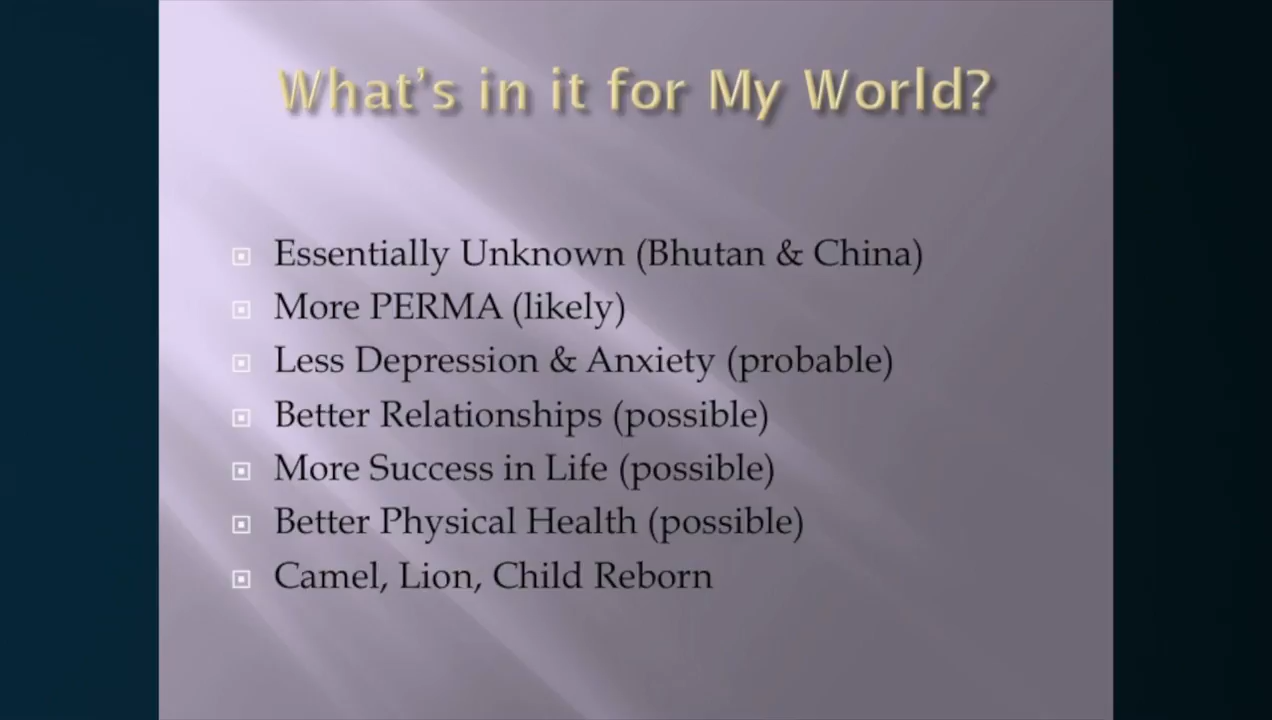 What's in it for My World?
Essentially Unknown (Bhutan & China)
More PERMA (likely)
Less Depression & Anxiety (probable)
Better Relationships (possible)
More Success in Life (possible)
Better Physical Health (possible)
Camel, Lion, Child Reborn